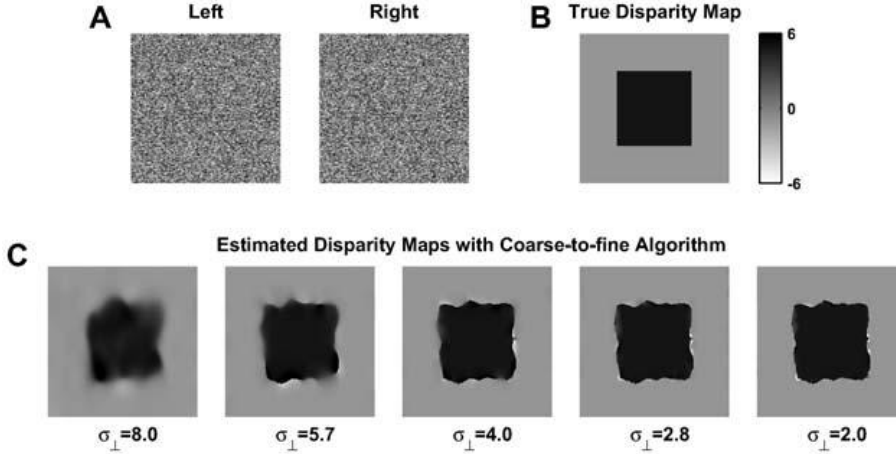 A
Left
Right
B
True Disparity Map
6
0
-6
C
Estimated Disparity Maps with Coarse-to-fine Algorithm
σ⊥=8.0
σ⊥=5.7
σ⊥=4.0
σ⊥=2.8
σ⊥=2.0